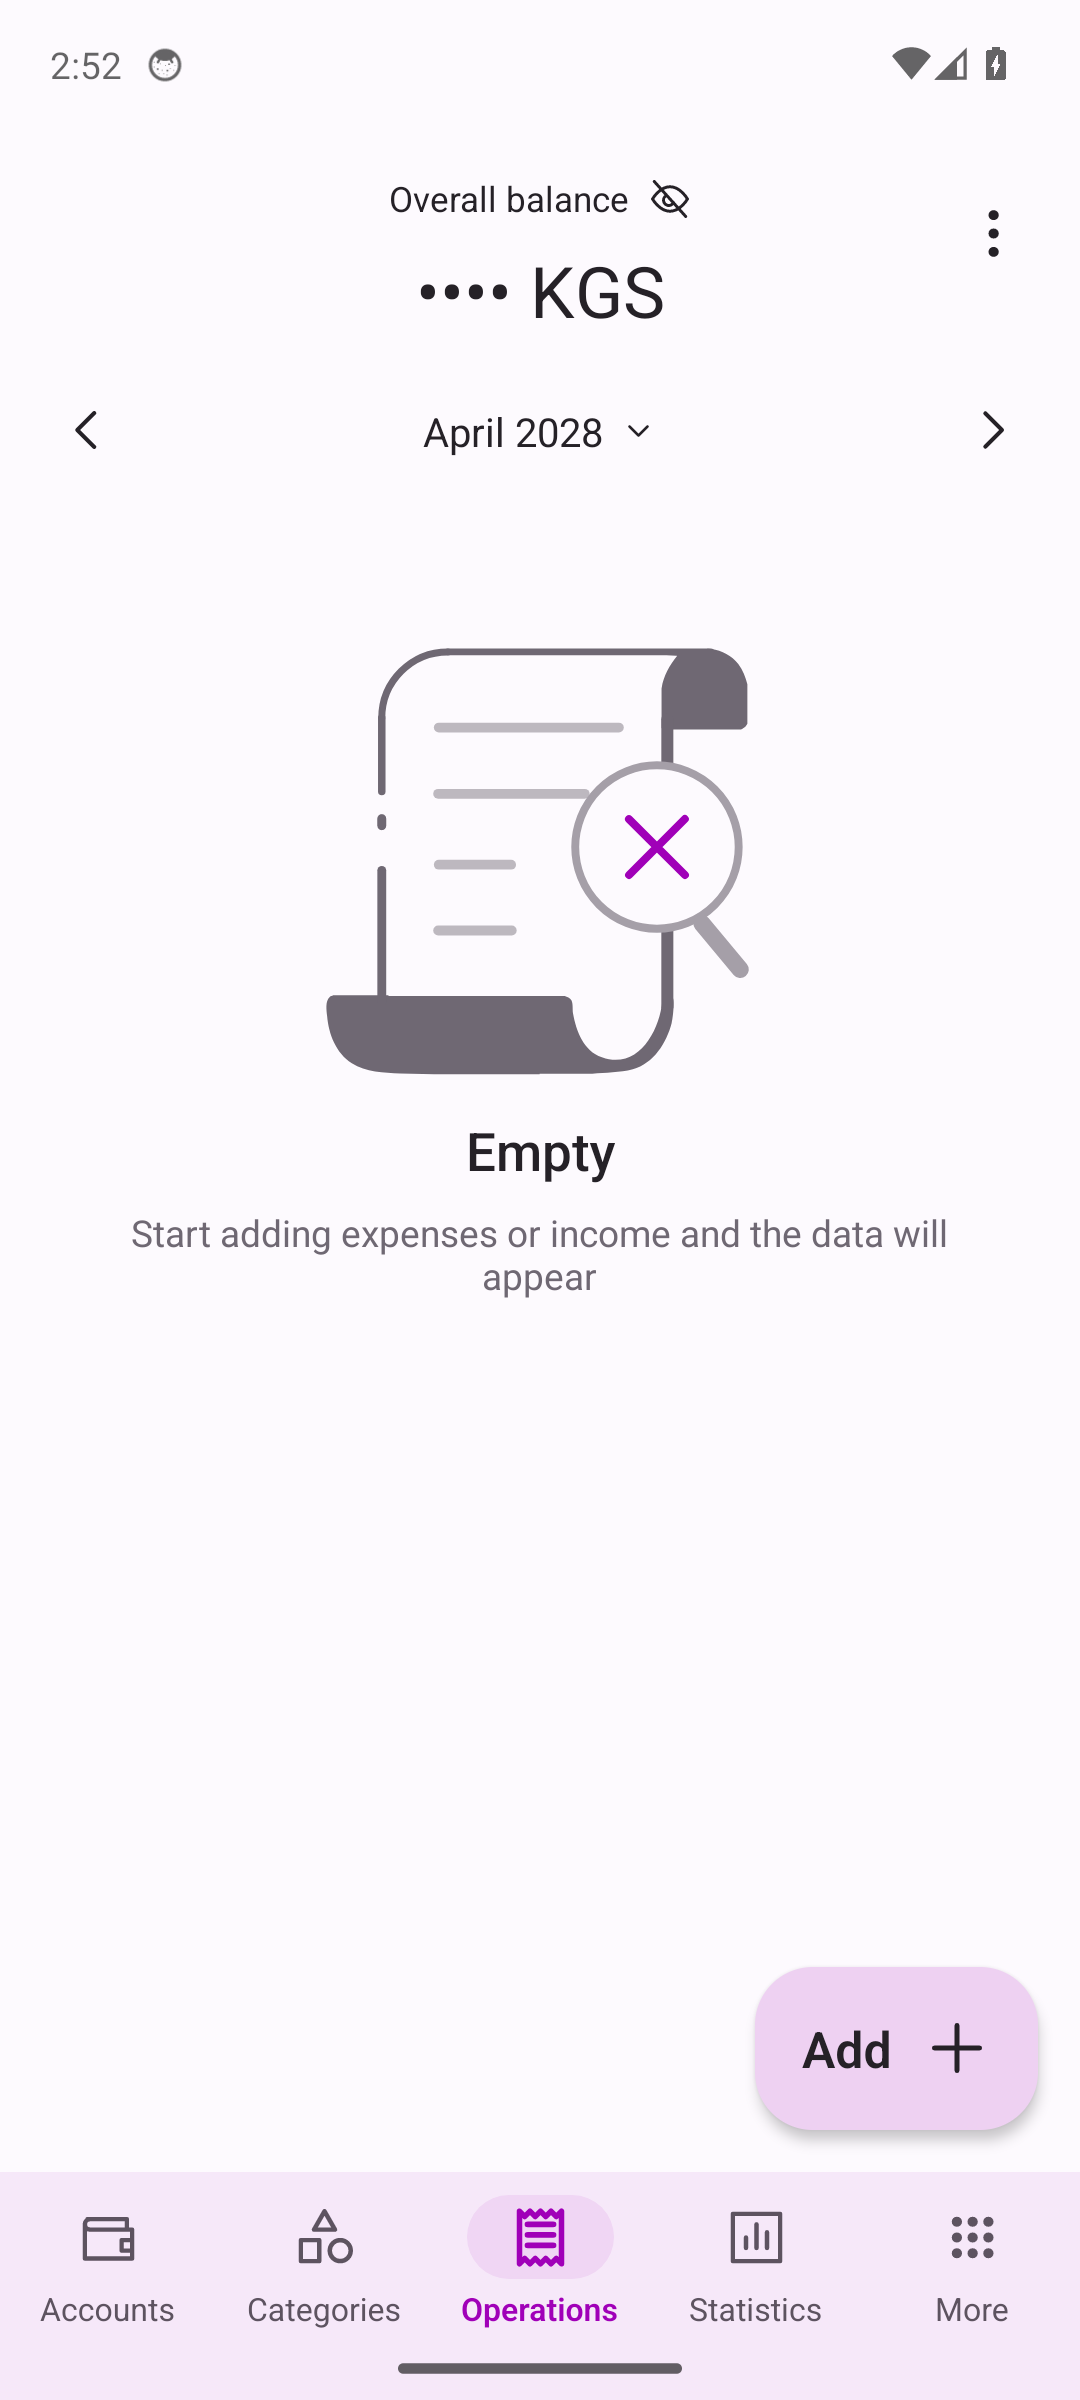 2:52
Overall balance
•••• KGS
April 2028
Empty
Start adding expenses or income and the data will
appear
Add
Accounts
Categories
Operations
Statistics
More